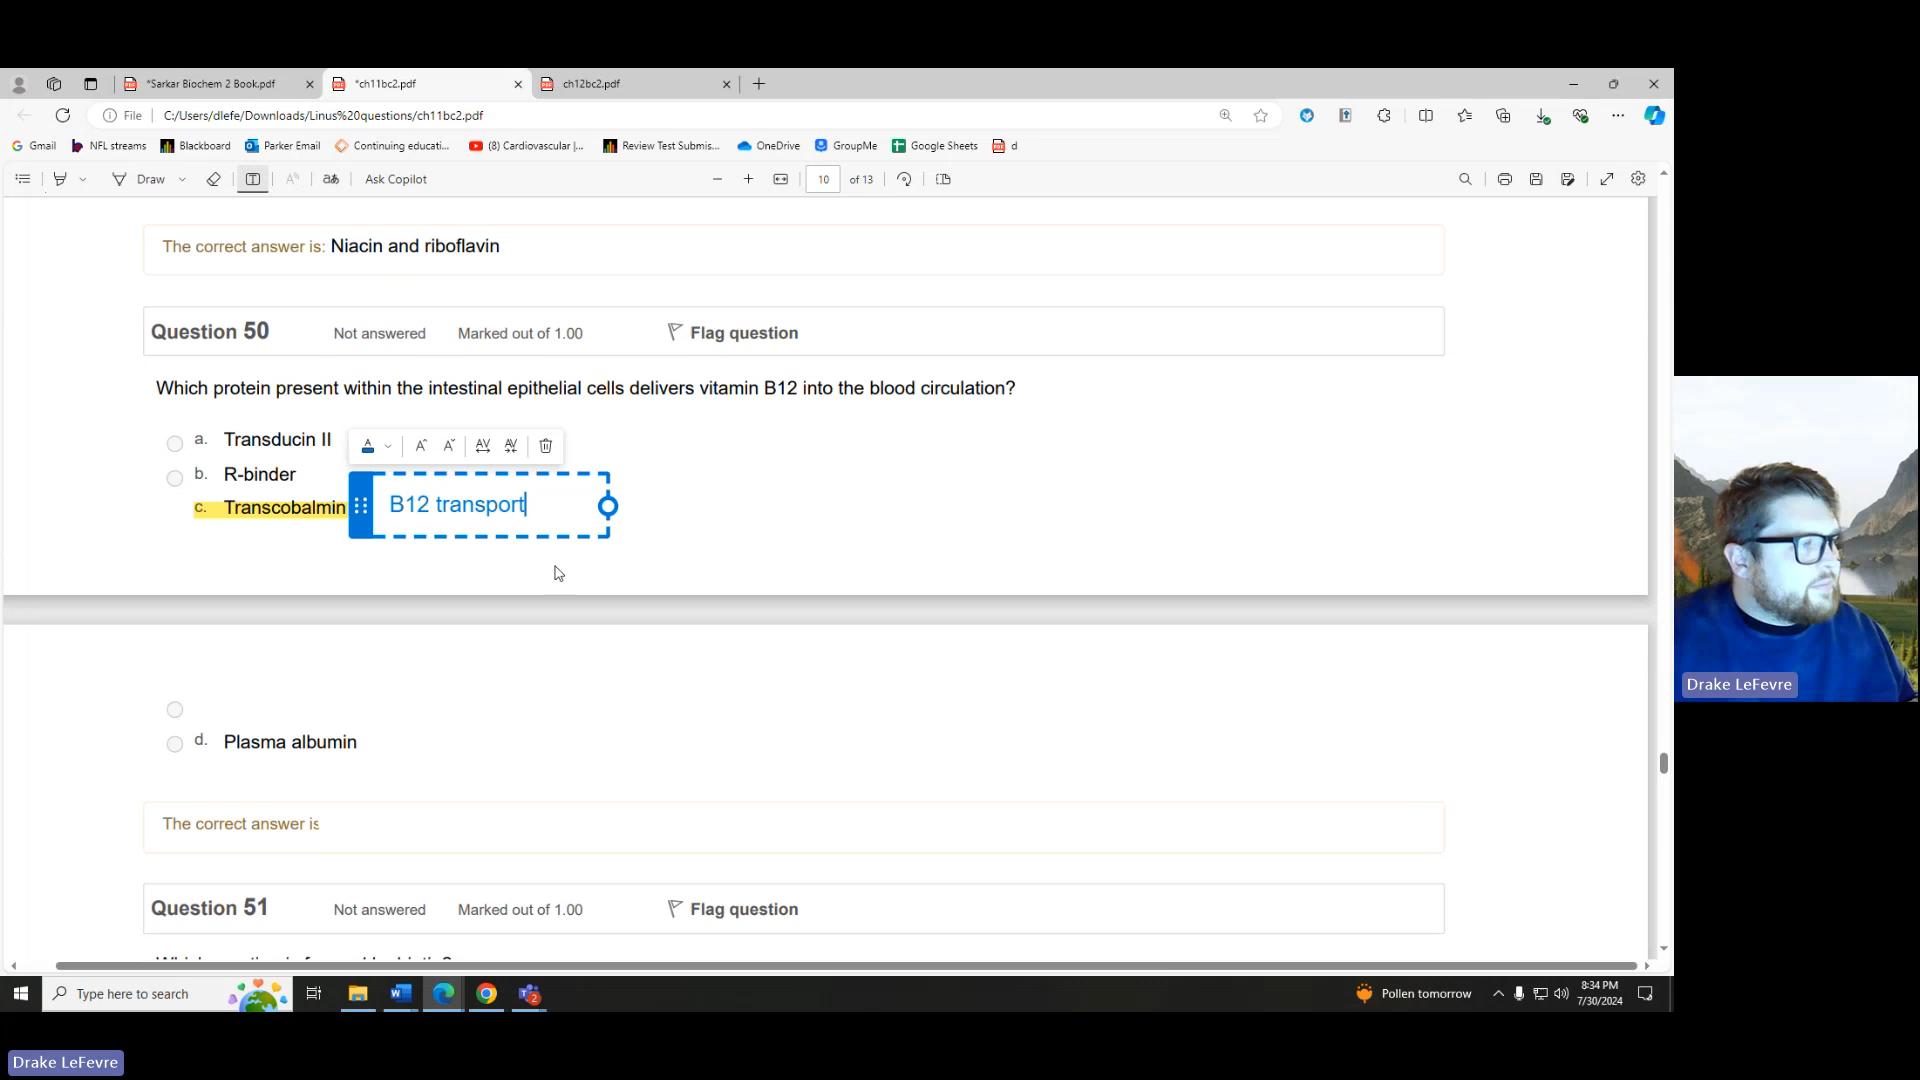 *Sarkar Biochem 2 Book.pdf
*ch11bc2.pdf
ch12bc2.pdf
File
C:/Users/dlefe/Downloads/Linus%20questions/ch11bc2.pdf
Gmail
NFL streams
Blackboard
Parker Email
Continuing educati...
(8) Cardiovascular |...
Review Test Submis...
OneDrive
GroupMe
Google Sheets
d
Draw
Ask Copilot
10 of 13
The correct answer is: Niacin and riboflavin
Question 50 Not answered Marked out of 1.00 Flag question
Which protein present within the intestinal epithelial cells delivers vitamin B12 into the blood circulation?
a. Transducin II
b. R-binder
c. Transcobalmin
B12 transport
d. Plasma albumin
The correct answer is
Question 51 Not answered Marked out of 1.00 Flag question
Drake LeFevre
Type here to search
2
Pollen tomorrow
8:34 PM
7/30/2024
Drake LeFevre